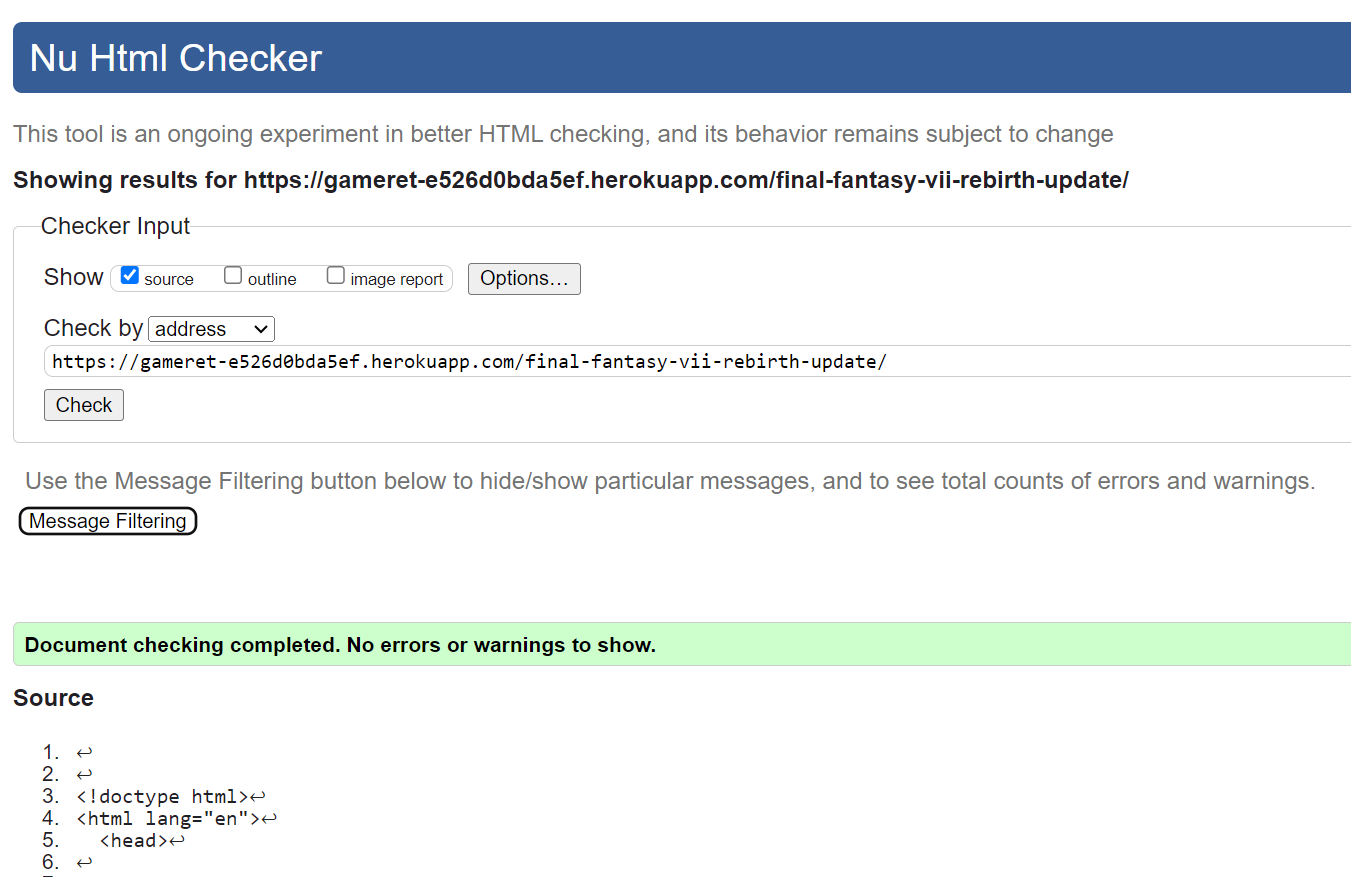 Nu Html Checker
This tool is an ongoing experiment in better HTML checking, and its behavior remains subject to change
Showing results for https://gameret-e526d0bda5ef.herokuapp.com/final-fantasy-vii-rebirth-update/
Checker Input
Show source outline image report Options...
Check by address
https://gameret-e526d0bda5ef.herokuapp.com/final-fantasy-vii-rebirth-update/
Check
Use the Message Filtering button below to hide/show particular messages, and to see total counts of errors and warnings.
Message Filtering
Document checking completed. No errors or warnings to show.
Source
1. ↩
2. ↩
3. <!doctype html>↩
4. <html lang="en">↩
5. <head>↩
6. ↩